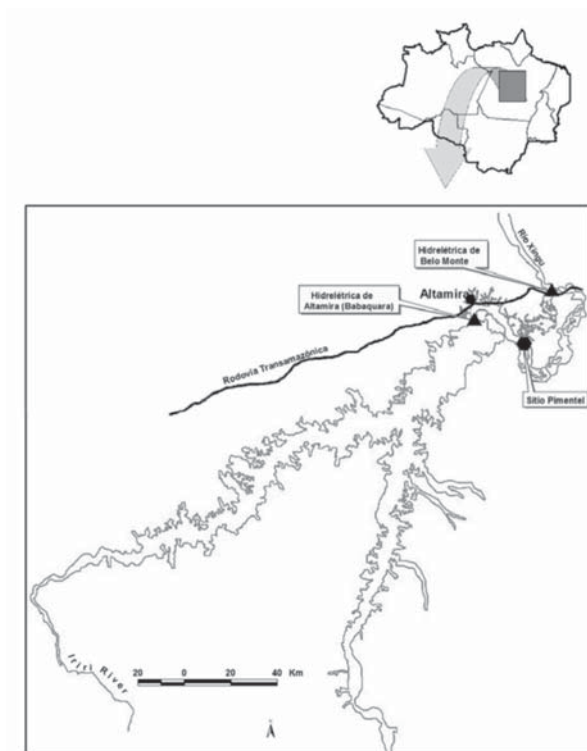 Rio Xingu
Hidrelétrica de
Belo Monte
Hidrelétrica de
Altamira (Babaquara)
Altamira
Rodovia Transamazônica
Sítio Pimentel
Iriri River
20 0 20 40 Km